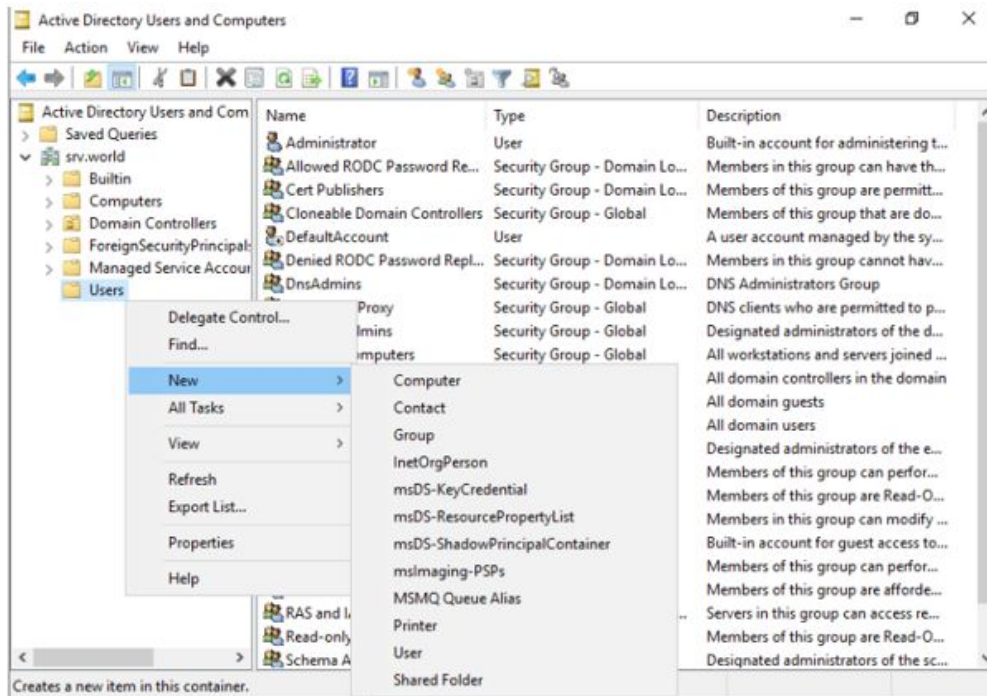 Active Directory Users and Computers
File Action View Help
Active Directory Users and Com
Saved Queries
srv.world
Builtin
Computers
Domain Controllers
ForeignSecurityPrincipal:
Managed Service Accour
Users
Name Type Description
Administrator User Built-in account for administering t...
Allowed RODC Password Re... Security Group - Domain Lo... Members in this group can have th...
Cert Publishers Security Group - Domain Lo... Members of this group are permitt...
Cloneable Domain Controllers Security Group - Global Members of this group that are do...
DefaultAccount User A user account managed by the sy...
Denied RODC Password Repl... Security Group - Domain Lo... Members in this group cannot hav...
DnsAdmins Security Group - Domain Lo... DNS Administrators Group
Proxy Security Group - Global DNS clients who are permitted to p...
dmins Security Group - Global Designated administrators of the d...
omputers Security Group - Global All workstations and servers joined ...
All domain controllers in the domain
All domain guests
All domain users
Designated administrators of the e...
Members of this group can perfor...
Members of this group are Read-O...
Members in this group can modify ...
Built-in account for guest access to...
Members of this group can perfor...
Members of this group are afforde...
RAS and I .. Servers in this group can access re...
Read-only Members of this group are Read-O...
Schema A Designated administrators of the sc...
Delegate Control...
Find...
New
All Tasks
View
Refresh
Export List...
Properties
Help
Computer
Contact
Group
InetOrgPerson
msDS-KeyCredential
msDS-ResourcePropertyList
msDS-ShadowPrincipalContainer
msImaging-PSPs
MSMQ Queue Alias
Printer
User
Shared Folder
Creates a new item in this container.